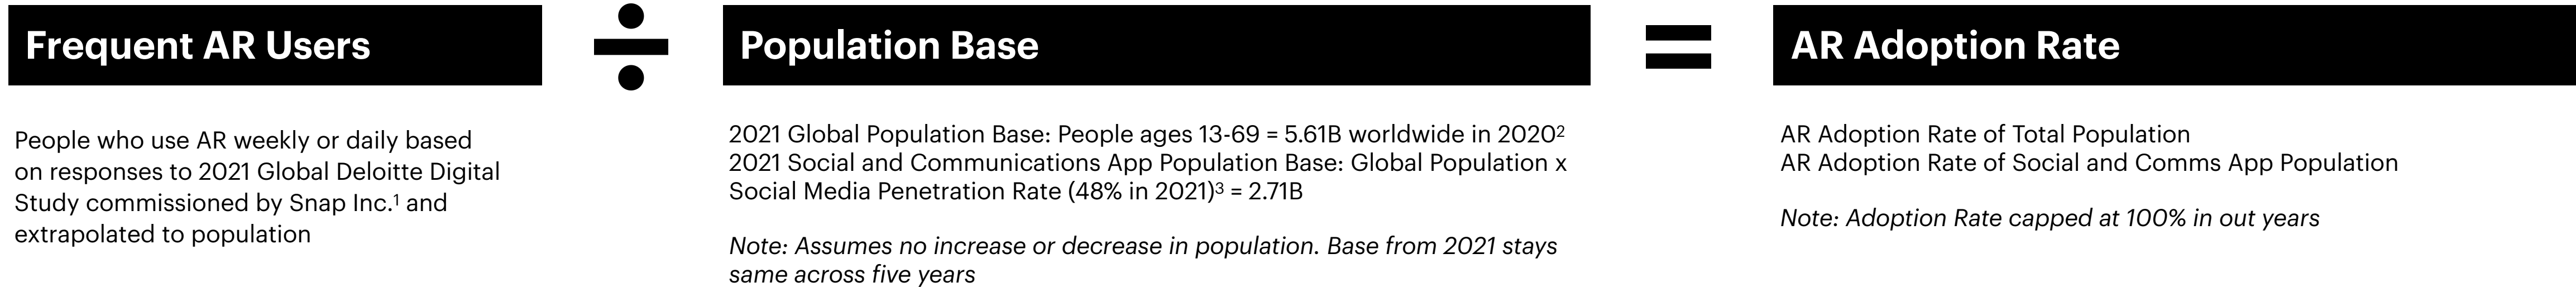 Frequent AR Users
People who use AR weekly or daily based
on responses to 2021 Global Deloitte Digital
Study commissioned by Snap Inc.¹ and
extrapolated to population
÷
Population Base
2021 Global Population Base: People ages 13-69 = 5.61B worldwide in 2020²
2021 Social and Communications App Population Base: Global Population x
Social Media Penetration Rate (48% in 2021)³ = 2.71B
Note: Assumes no increase or decrease in population. Base from 2021 stays
same across five years
=
AR Adoption Rate
AR Adoption Rate of Total Population
AR Adoption Rate of Social and Comms App Population
Note: Adoption Rate capped at 100% in out years